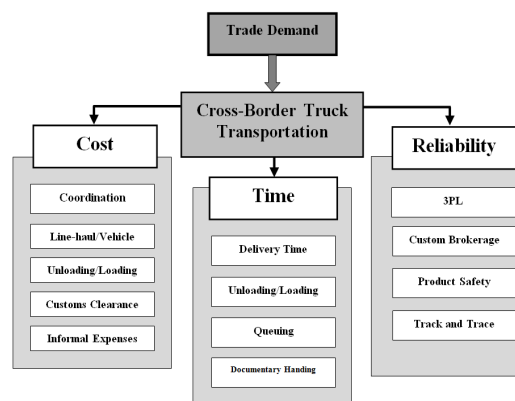 Trade Demand
Cross-Border Truck
Transportation
Cost
Coordination
Line-haul/Vehicle
Unloading/Loading
Customs Clearance
Informal Expenses
Time
Delivery Time
Unloading/Loading
Queuing
Documentary Handing
Reliability
3PL
Custom Brokerage
Product Safety
Track and Trace